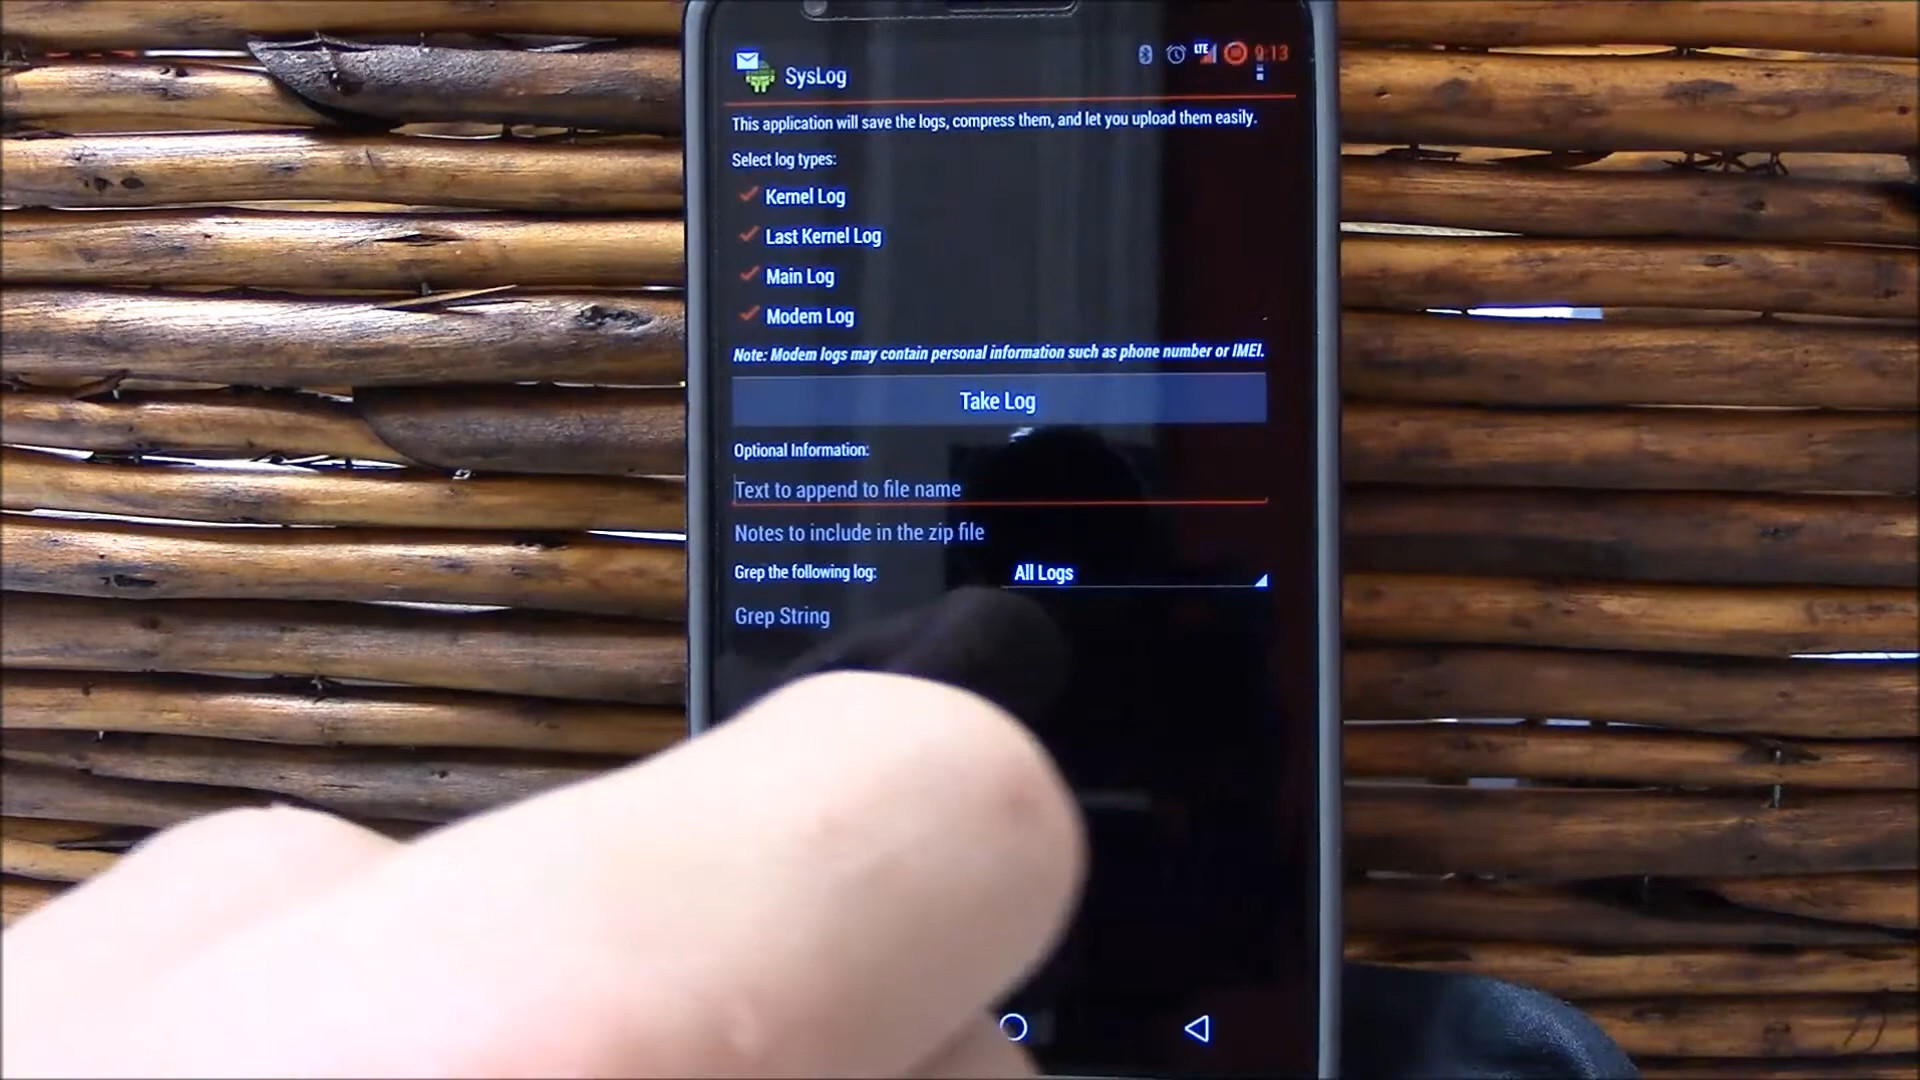 LTE 9:13
SysLog
This application will save the logs, compress them, and let you upload them easily.
Select log types:
Kernel Log
Last Kernel Log
Main Log
Modem Log
Note: Modem logs may contain personal information such as phone number or IMEI.
Take Log
Optional Information:
Text to append to file name
Notes to include in the zip file
Grep the following log: All Logs
Grep String